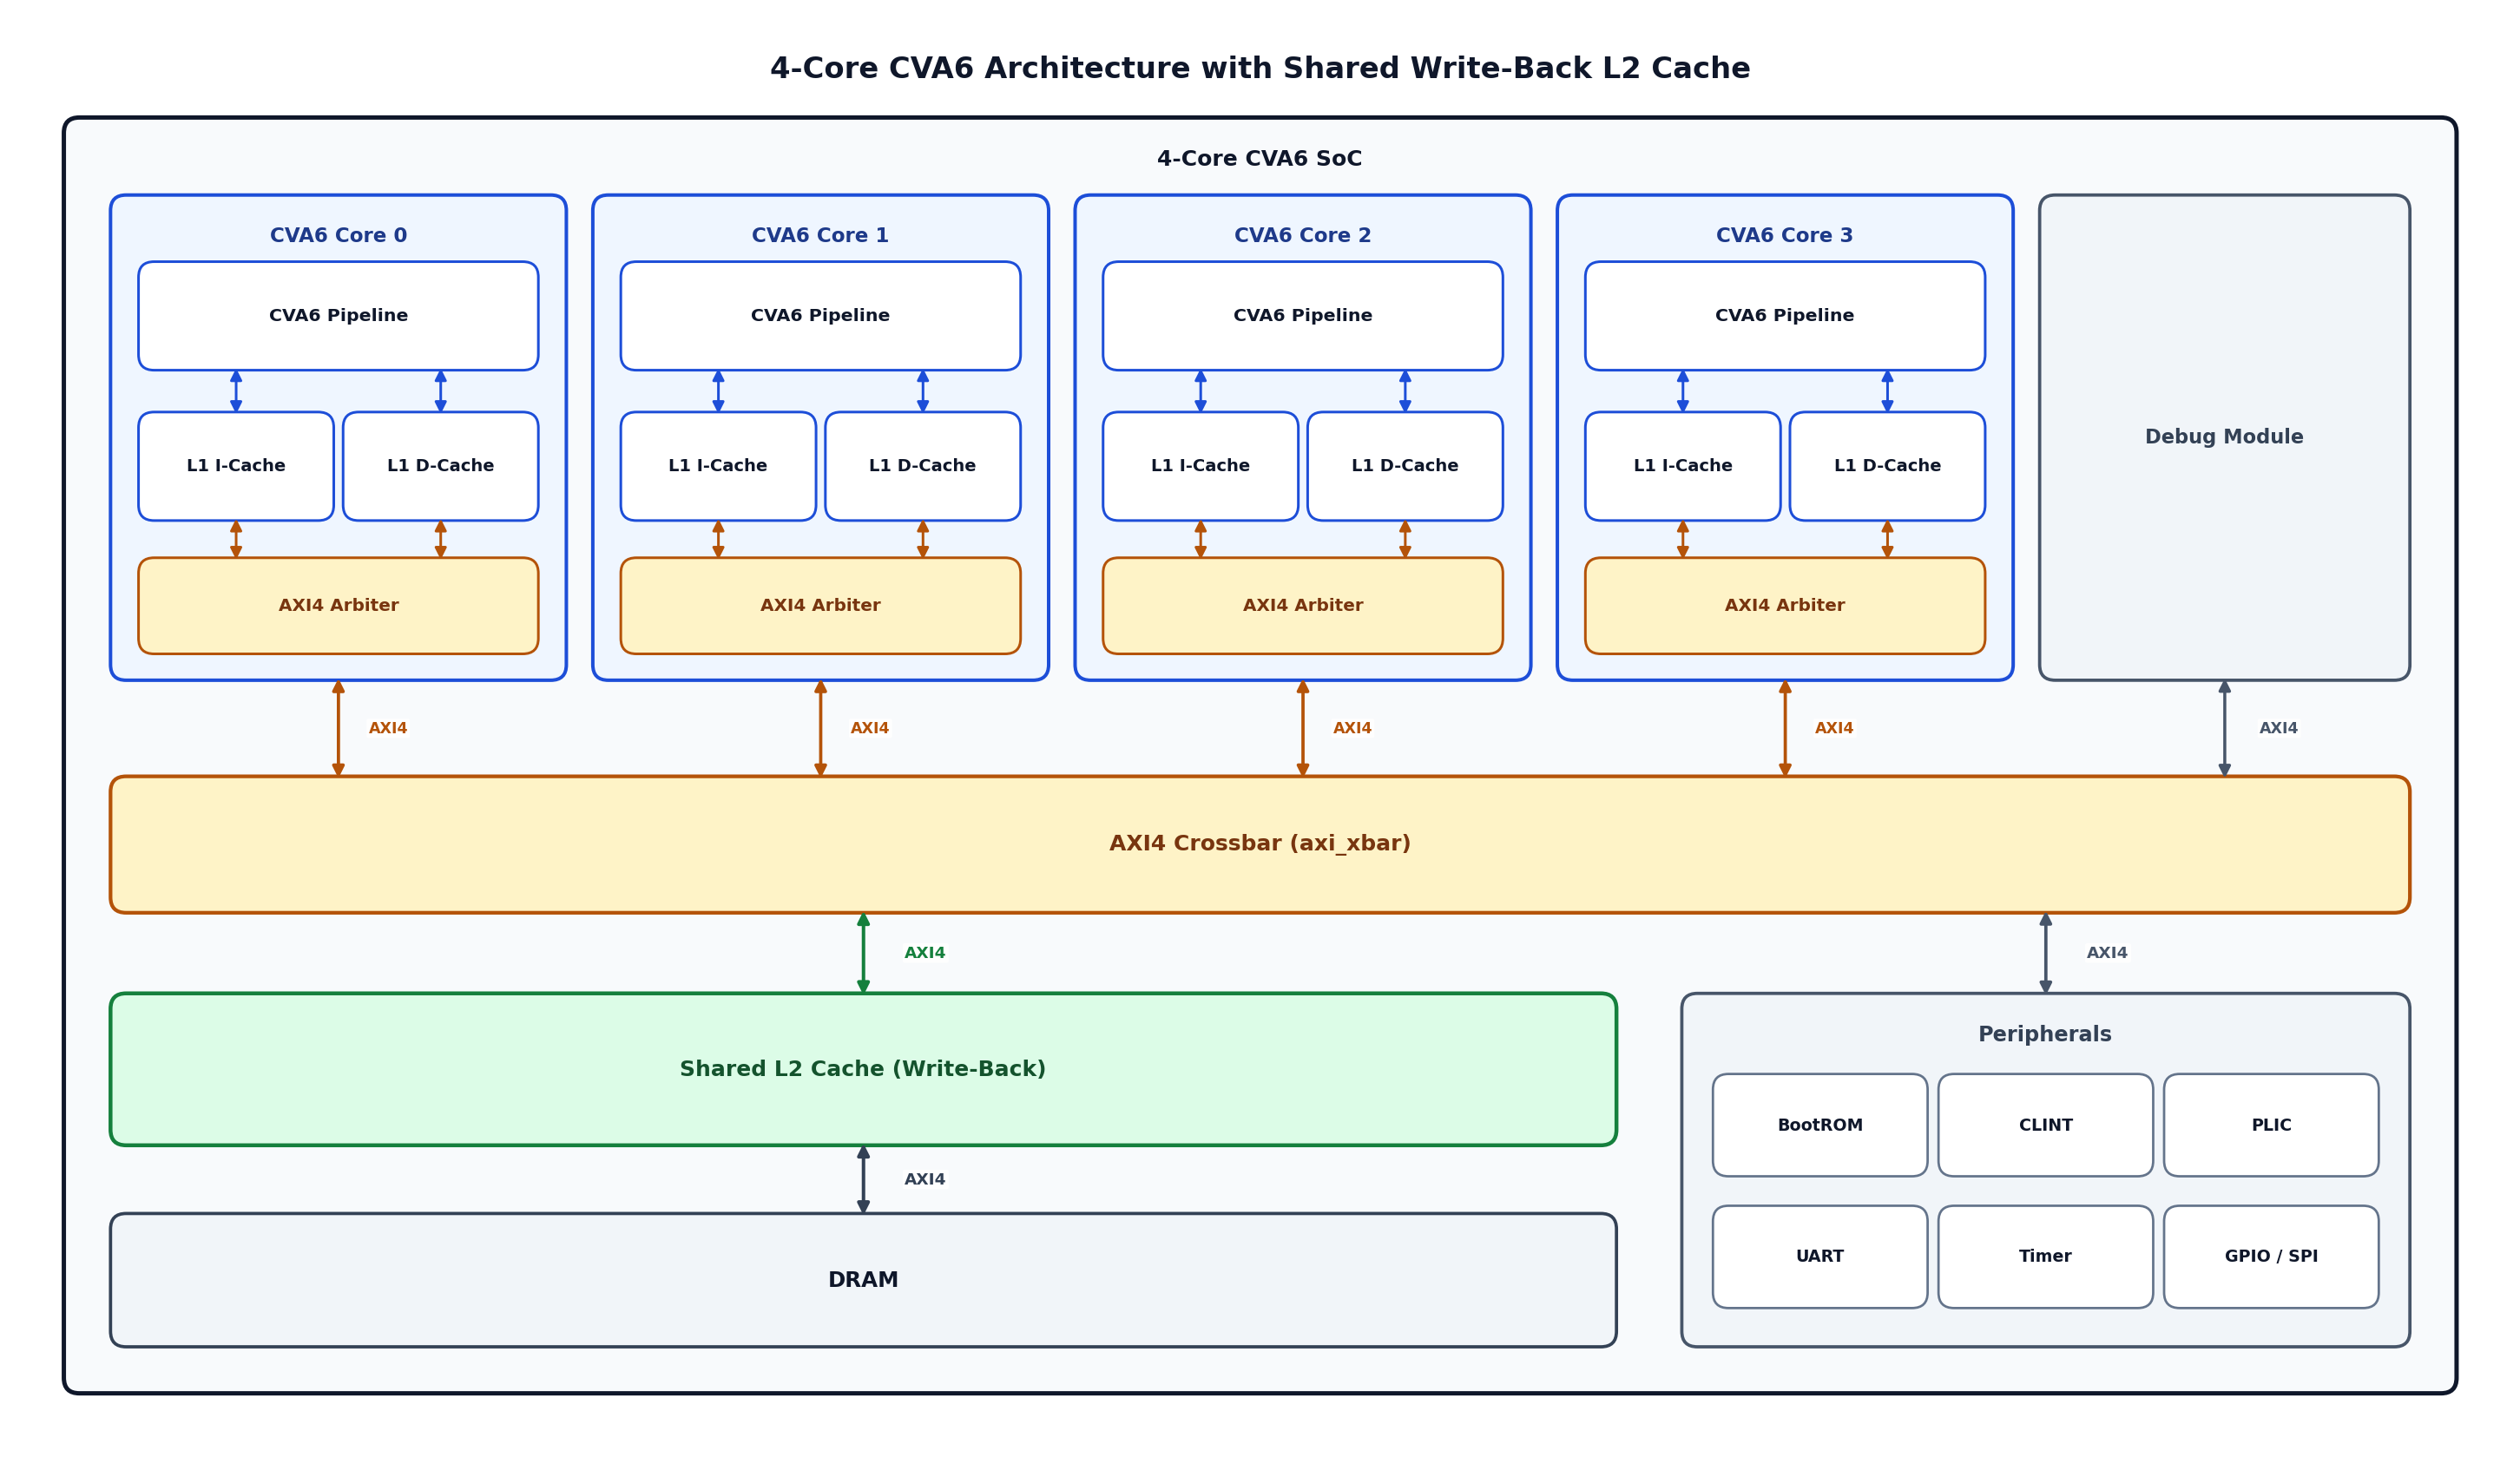 4-Core CVA6 Architecture with Shared Write-Back L2 Cache
4-Core CVA6 SoC
CVA6 Core 0
CVA6 Pipeline
L1 I-Cache
L1 D-Cache
AXI4 Arbiter
CVA6 Core 1
CVA6 Pipeline
L1 I-Cache
L1 D-Cache
AXI4 Arbiter
CVA6 Core 2
CVA6 Pipeline
L1 I-Cache
L1 D-Cache
AXI4 Arbiter
CVA6 Core 3
CVA6 Pipeline
L1 I-Cache
L1 D-Cache
AXI4 Arbiter
Debug Module
AXI4
AXI4
AXI4
AXI4
AXI4
AXI4 Crossbar (axi_xbar)
AXI4
AXI4
Shared L2 Cache (Write-Back)
AXI4
DRAM
Peripherals
BootROM
CLINT
PLIC
UART
Timer
GPIO / SPI